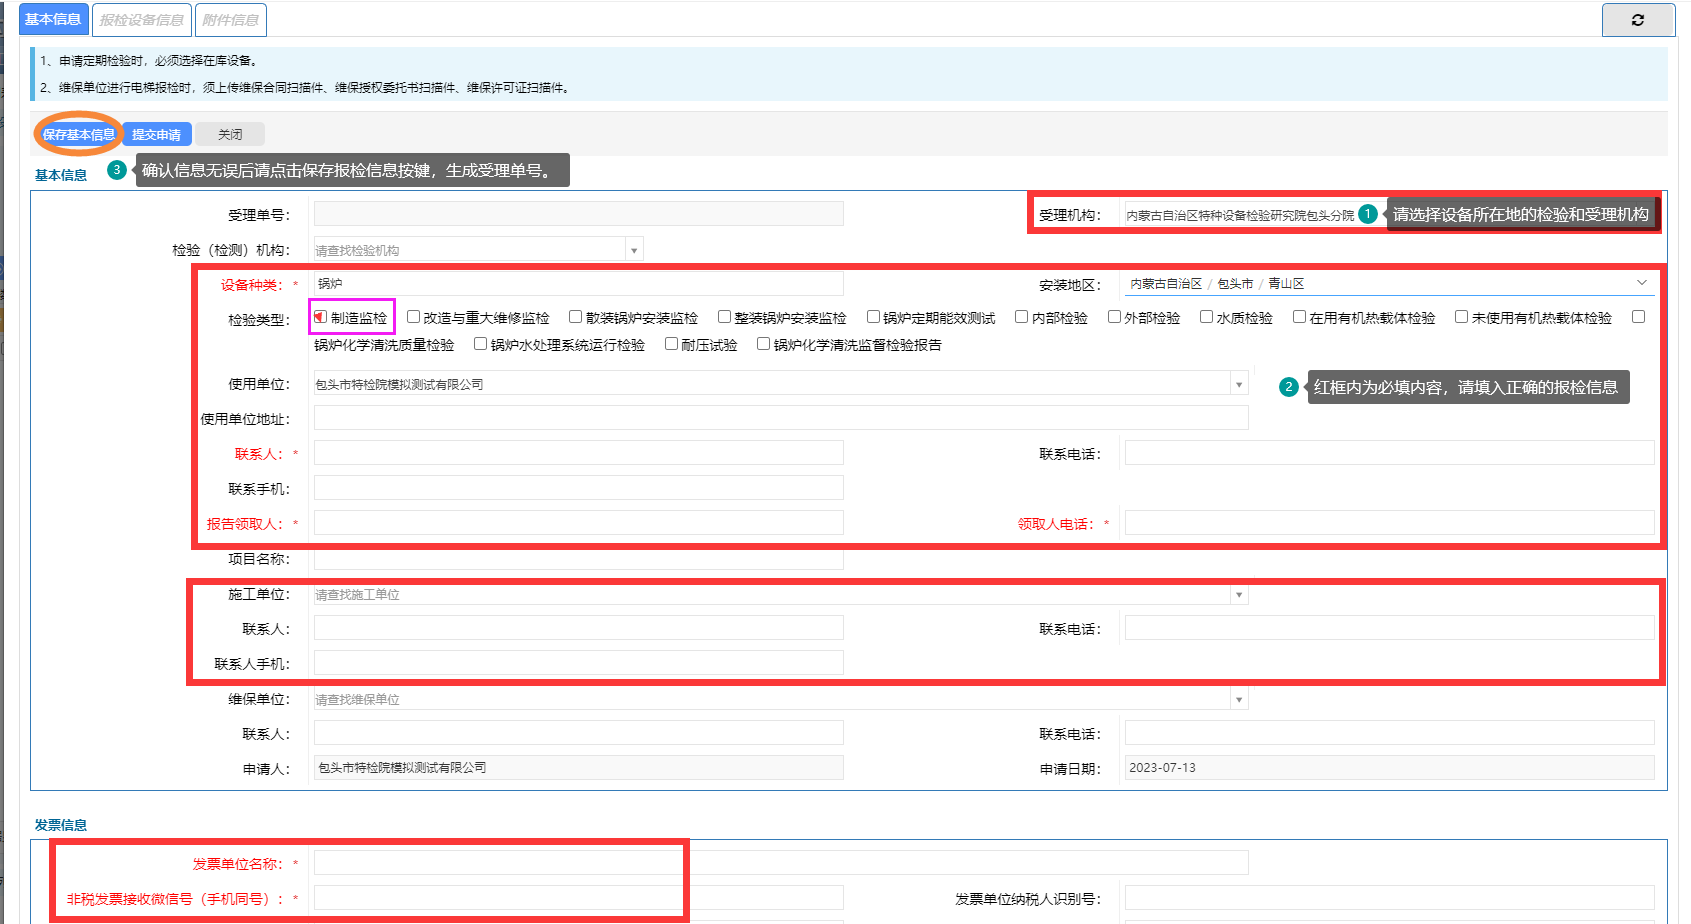 基本信息 报检设备信息 附件信息
1、申请定期检验时，必须选择在库设备。
2、维保单位进行电梯报检时，须上传维保合同扫描件、维保授权委托书扫描件、维保许可证扫描件。
保存基本信息 提交申请 关闭
基本信息 3 确认信息无误后请点击保存报检信息按键，生成受理单号。
受理单号： 受理机构： 内蒙古自治区特种设备检验研究院包头分院 1 请选择设备所在地的检验和受理机构
检验（检测）机构： 请查找检验机构
设备种类：* 锅炉 安装地区： 内蒙古自治区 / 包头市 / 青山区
检验类型： 制造监检 改造与重大维修监检 散装锅炉安装监检 整装锅炉安装监检 锅炉定期能效测试 内部检验 外部检验 水质检验 在用有机热载体检验 未使用有机热载体检验
锅炉化学清洗质量检验 锅炉水处理系统运行检验 耐压试验 锅炉化学清洗监督检验报告
使用单位： 包头市特检院模拟测试有限公司 2 红框内为必填内容，请填入正确的报检信息
使用单位地址：
联系人：* 联系电话：
联系手机：
报告领取人：* 领取人电话：*
项目名称：
施工单位： 请查找施工单位
联系人： 联系电话：
联系人手机：
维保单位： 请查找维保单位
联系人： 联系电话：
申请人： 包头市特检院模拟测试有限公司 申请日期： 2023-07-13
发票信息
发票单位名称：*
非税发票接收微信号（手机同号）：* 发票单位纳税人识别号：